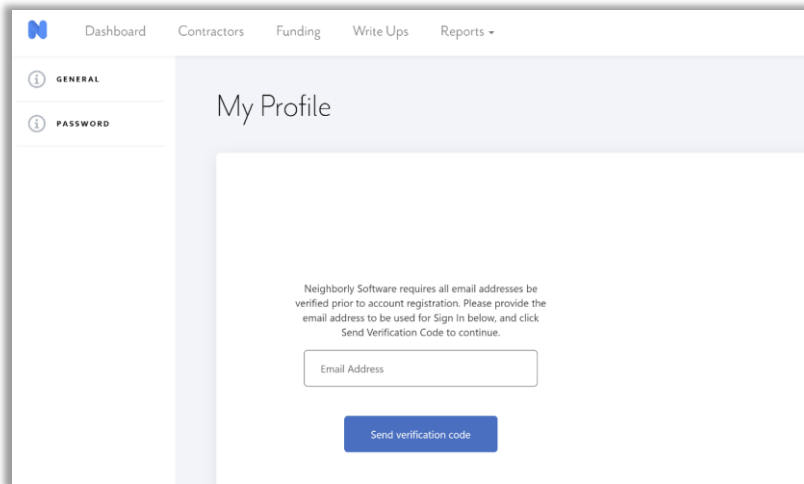 Dashboard Contractors Funding Write Ups Reports
GENERAL
PASSWORD
My Profile
Neighborly Software requires all email addresses be
verified prior to account registration. Please provide the
email address to be used for Sign In below, and click
Send Verification Code to continue.
Email Address
Send verification code